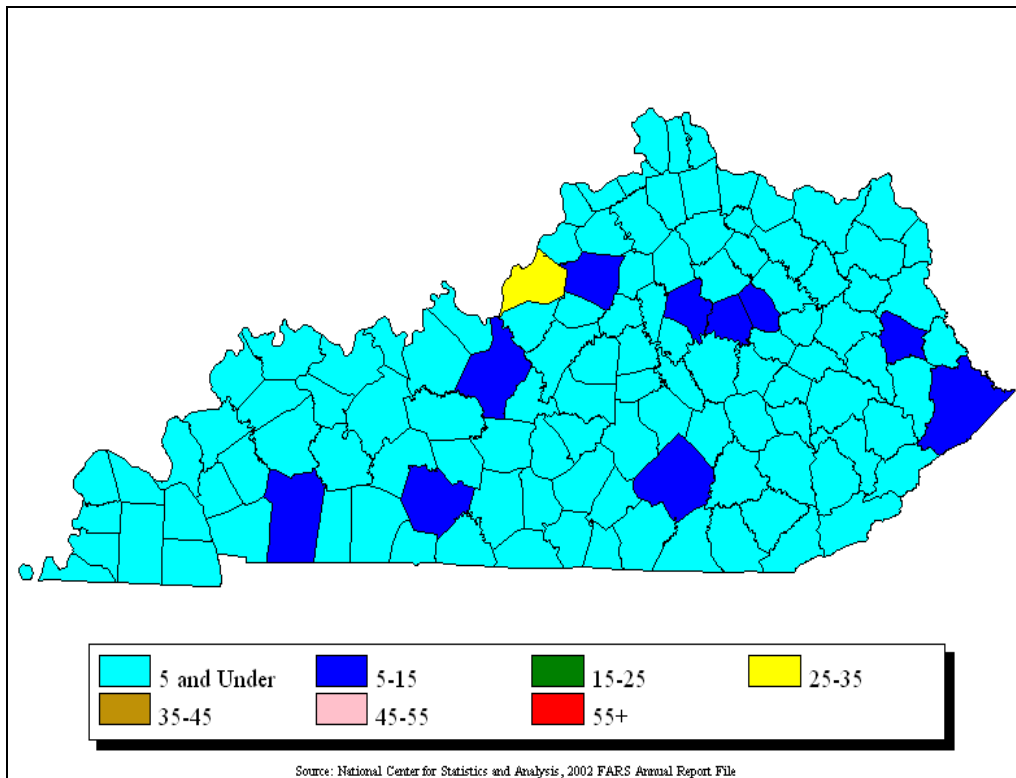 5 and Under 5-15 15-25 25-35
35-45 45-55 55+
Source: National Center for Statistics and Analysis, 2002 FARS Annual Report File